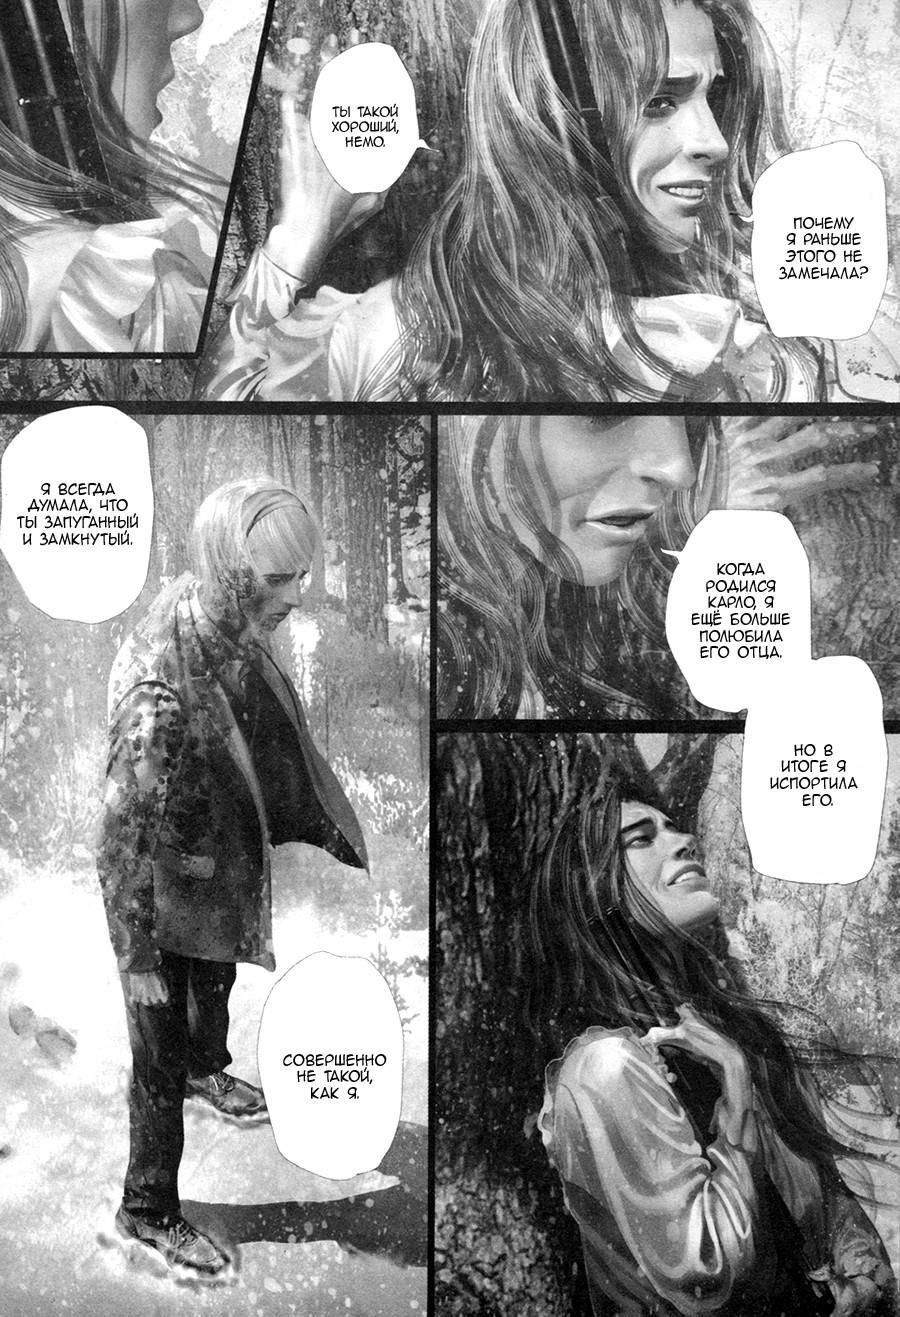 ТЫ ТАКОЙ
ХОРОШИЙ,
НЕМО.
ПОЧЕМУ
Я РАНЬШЕ
ЭТОГО НЕ
ЗАМЕЧАЛА?
Я ВСЕГДА
ДУМАЛА, ЧТО
ТЫ ЗАПУГАННЫЙ
И ЗАМКНУТЫЙ.
СОВЕРШЕННО
НЕ ТАКОЙ,
КАК Я.
КОГДА
РОДИЛСЯ
КАРЛО, Я
ЕЩЁ БОЛЬШЕ
ПОЛЮБИЛА
ЕГО ОТЦА.
НО В
ИТОГЕ Я
ИСПОРТИЛА
ЕГО.